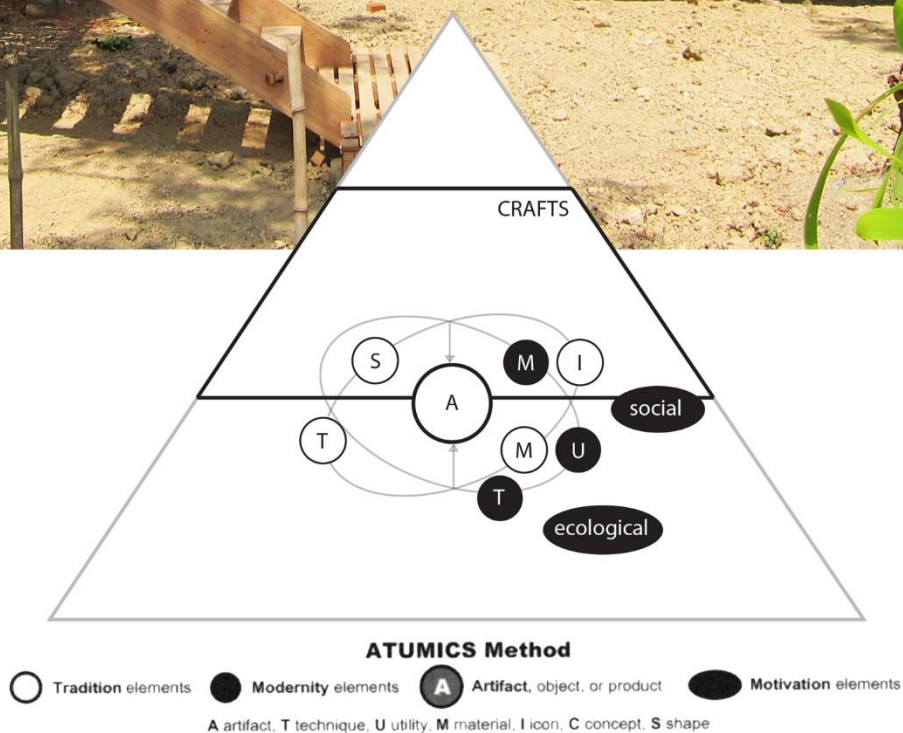 CRAFTS
S
M
I
A
social
T
M
U
T
ecological
ATUMICS Method
Tradition elements
Modernity elements
A
Artifact, object, or product
Motivation elements
A artifact, T technique, U utility, M material, I icon, C concept, S shape